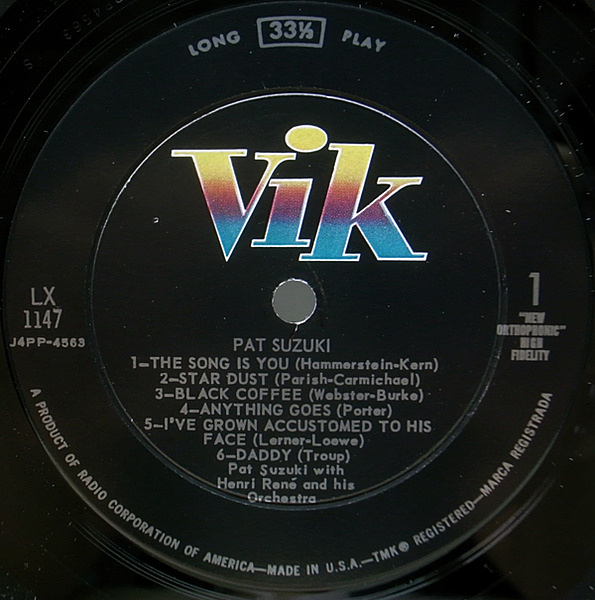 LONG 33⅓ PLAY
Vik
LX
1147
J4PP-4563
1
"NEW
ORTHOPHONIC"
HIGH
FIDELITY
PAT SUZUKI
1—THE SONG IS YOU (Hammerstein-Kern)
2—STAR DUST (Parish-Carmichael)
3—BLACK COFFEE (Webster-Burke)
4—ANYTHING GOES (Porter)
5—I'VE GROWN ACCUSTOMED TO HIS
FACE (Lerner-Loewe)
6—DADDY (Troup)
Pat Suzuki with
Henri René and his
Orchestra
A PRODUCT OF RADIO CORPORATION OF AMERICA—MADE IN U.S.A.—TMK® REGISTERED—MARCA REGISTRADA